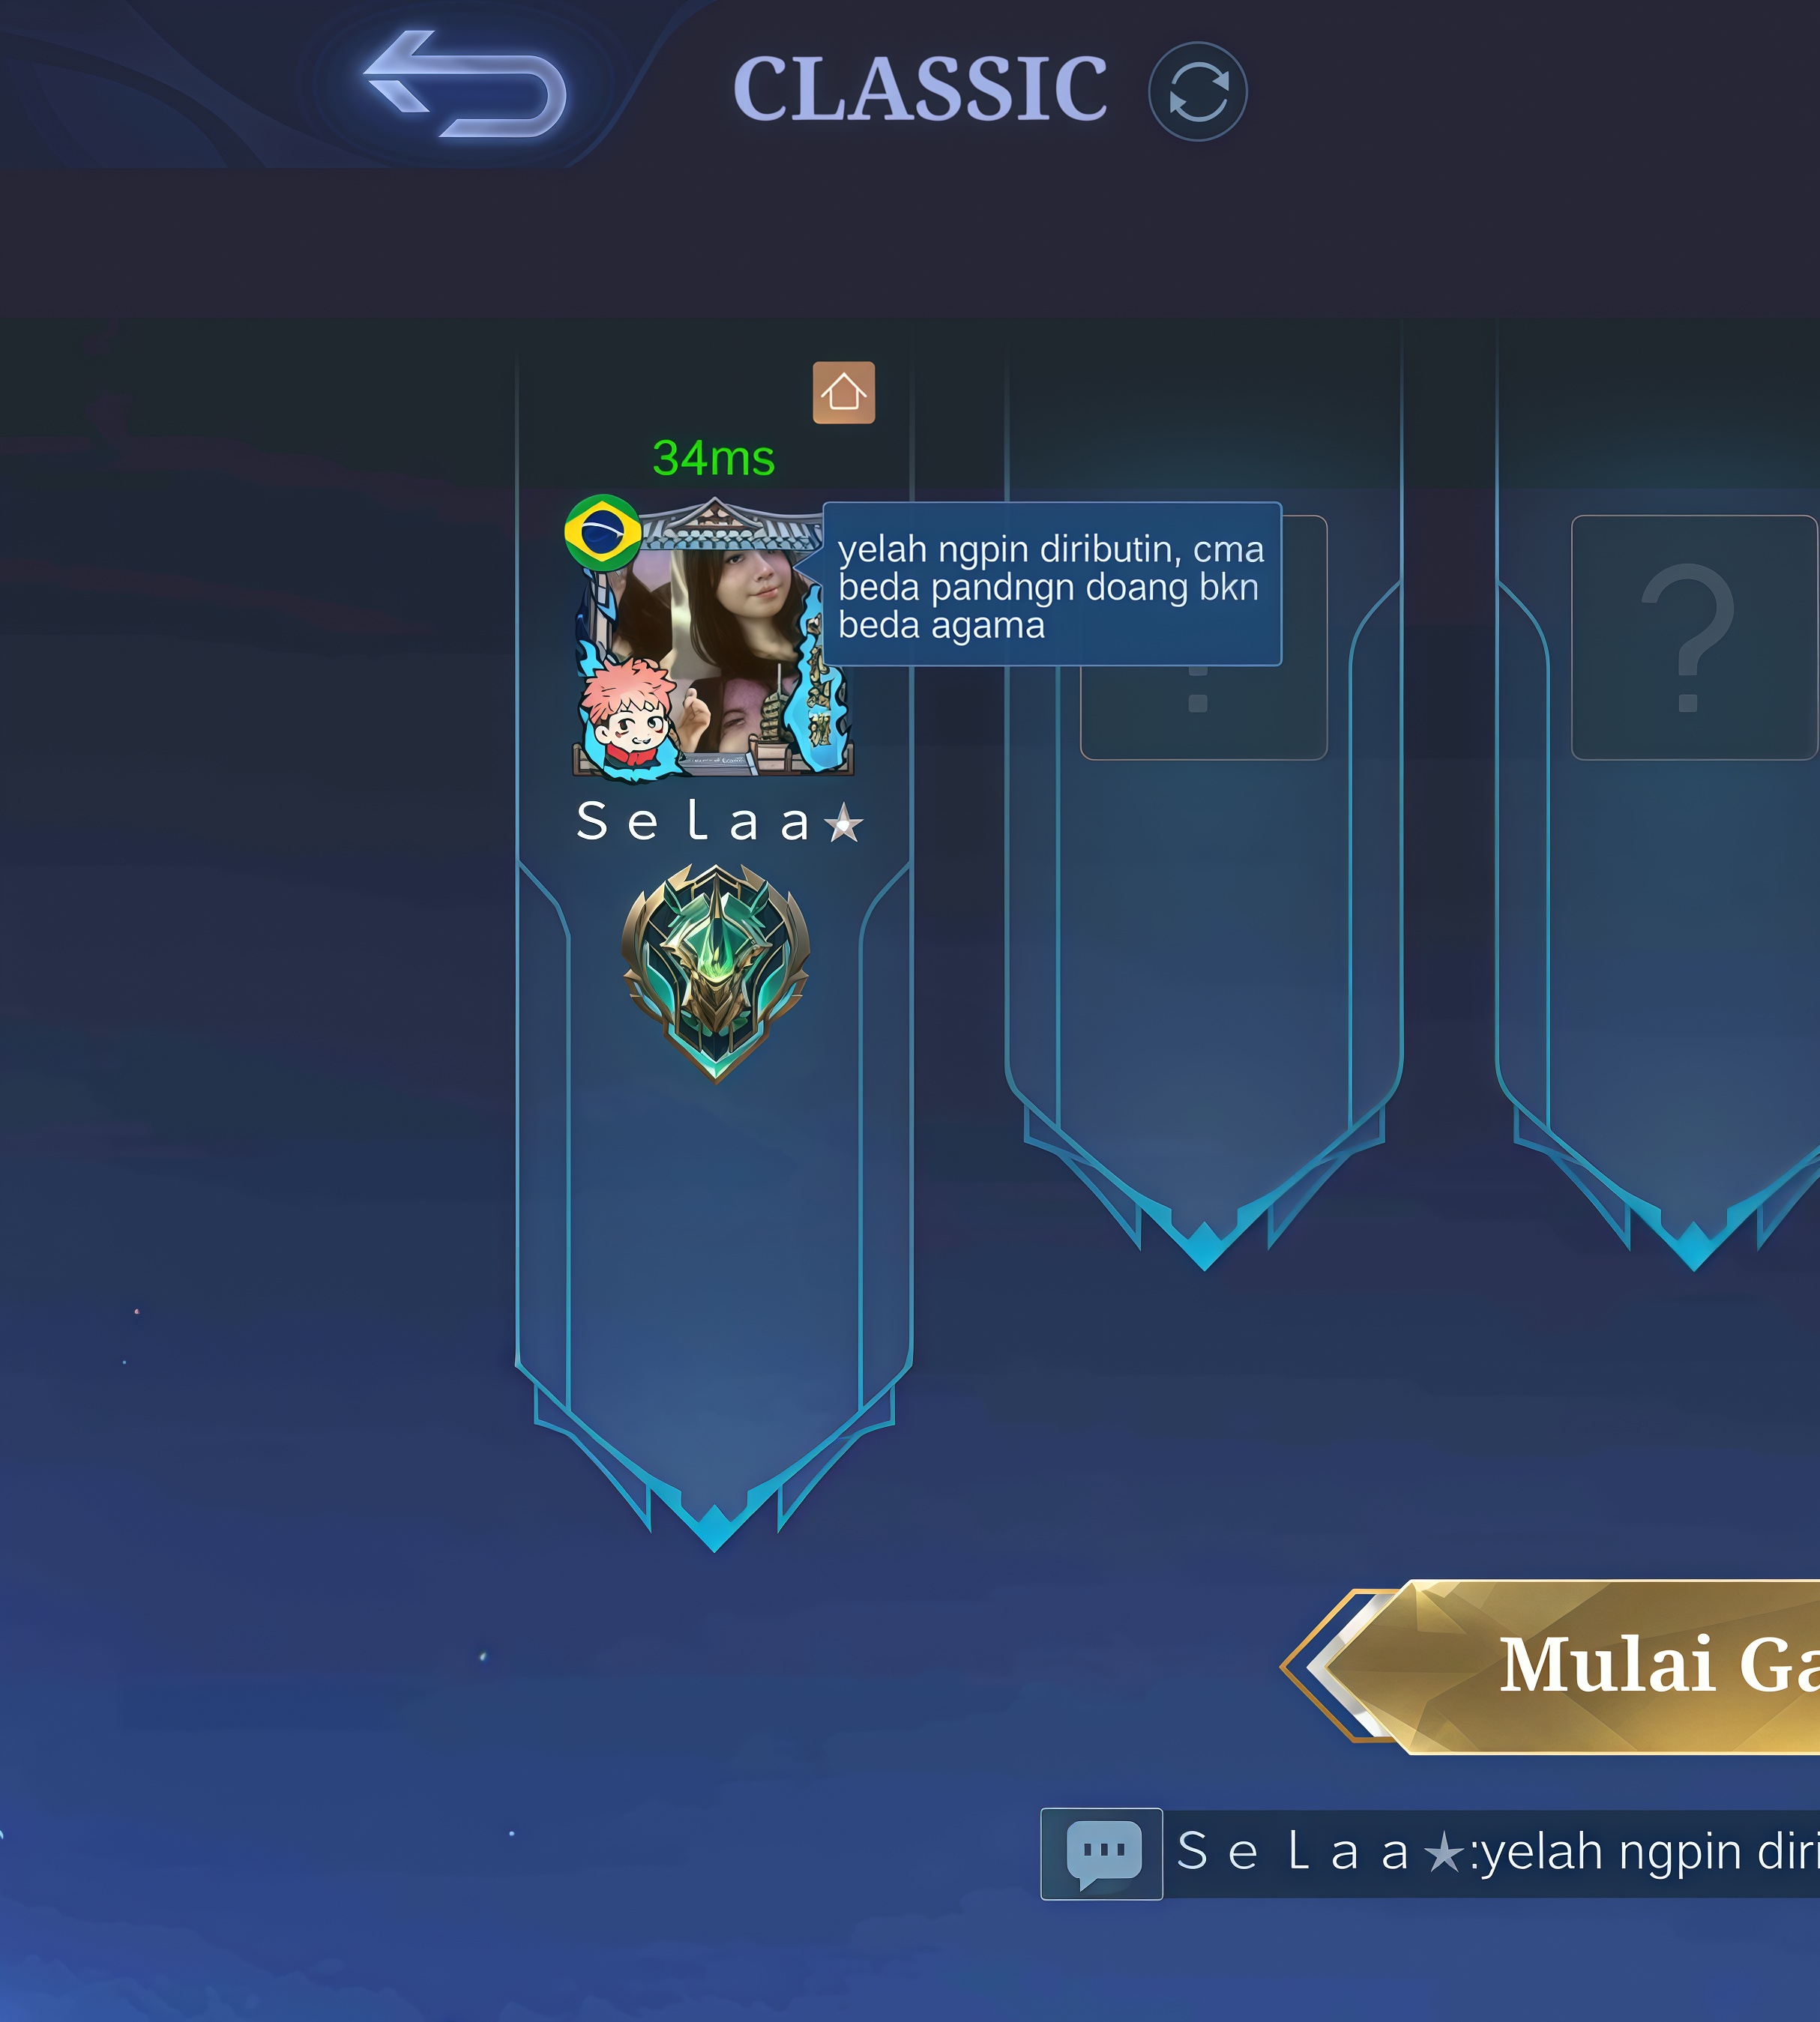 CLASSIC
34ms
yelah ngpin diributin, cma
beda pandngn doang bkn
beda agama
?
S e L a a ★
Mulai Ga
S e L a a ★:yelah ngpin diri